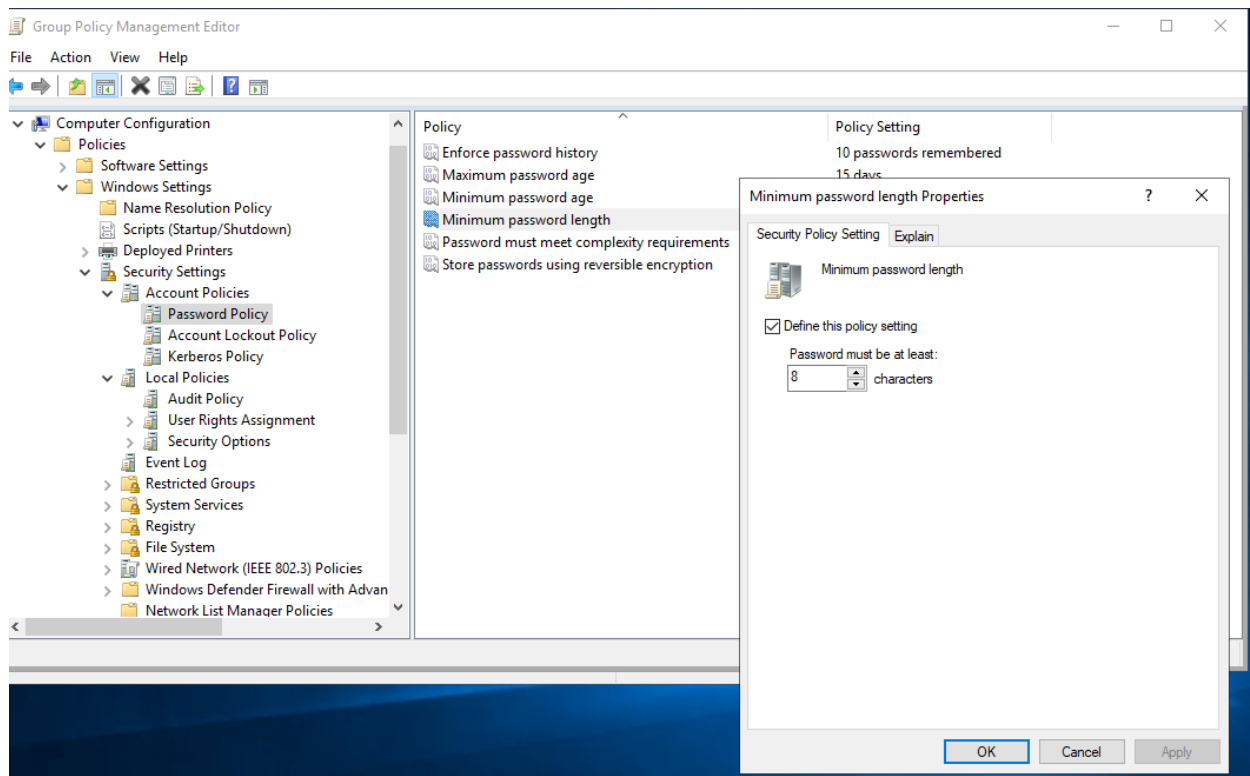 Group Policy Management Editor
File Action View Help
Computer Configuration
Policies
Software Settings
Windows Settings
Name Resolution Policy
Scripts (Startup/Shutdown)
Deployed Printers
Security Settings
Account Policies
Password Policy
Account Lockout Policy
Kerberos Policy
Local Policies
Audit Policy
User Rights Assignment
Security Options
Event Log
Restricted Groups
System Services
Registry
File System
Wired Network (IEEE 802.3) Policies
Windows Defender Firewall with Advan
Network List Manager Policies
Policy Policy Setting
Enforce password history 10 passwords remembered
Maximum password age 15 days
Minimum password age
Minimum password length
Password must meet complexity requirements
Store passwords using reversible encryption
Minimum password length Properties ?
Security Policy Setting Explain
Minimum password length
Define this policy setting
Password must be at least:
8 characters
OK Cancel Apply